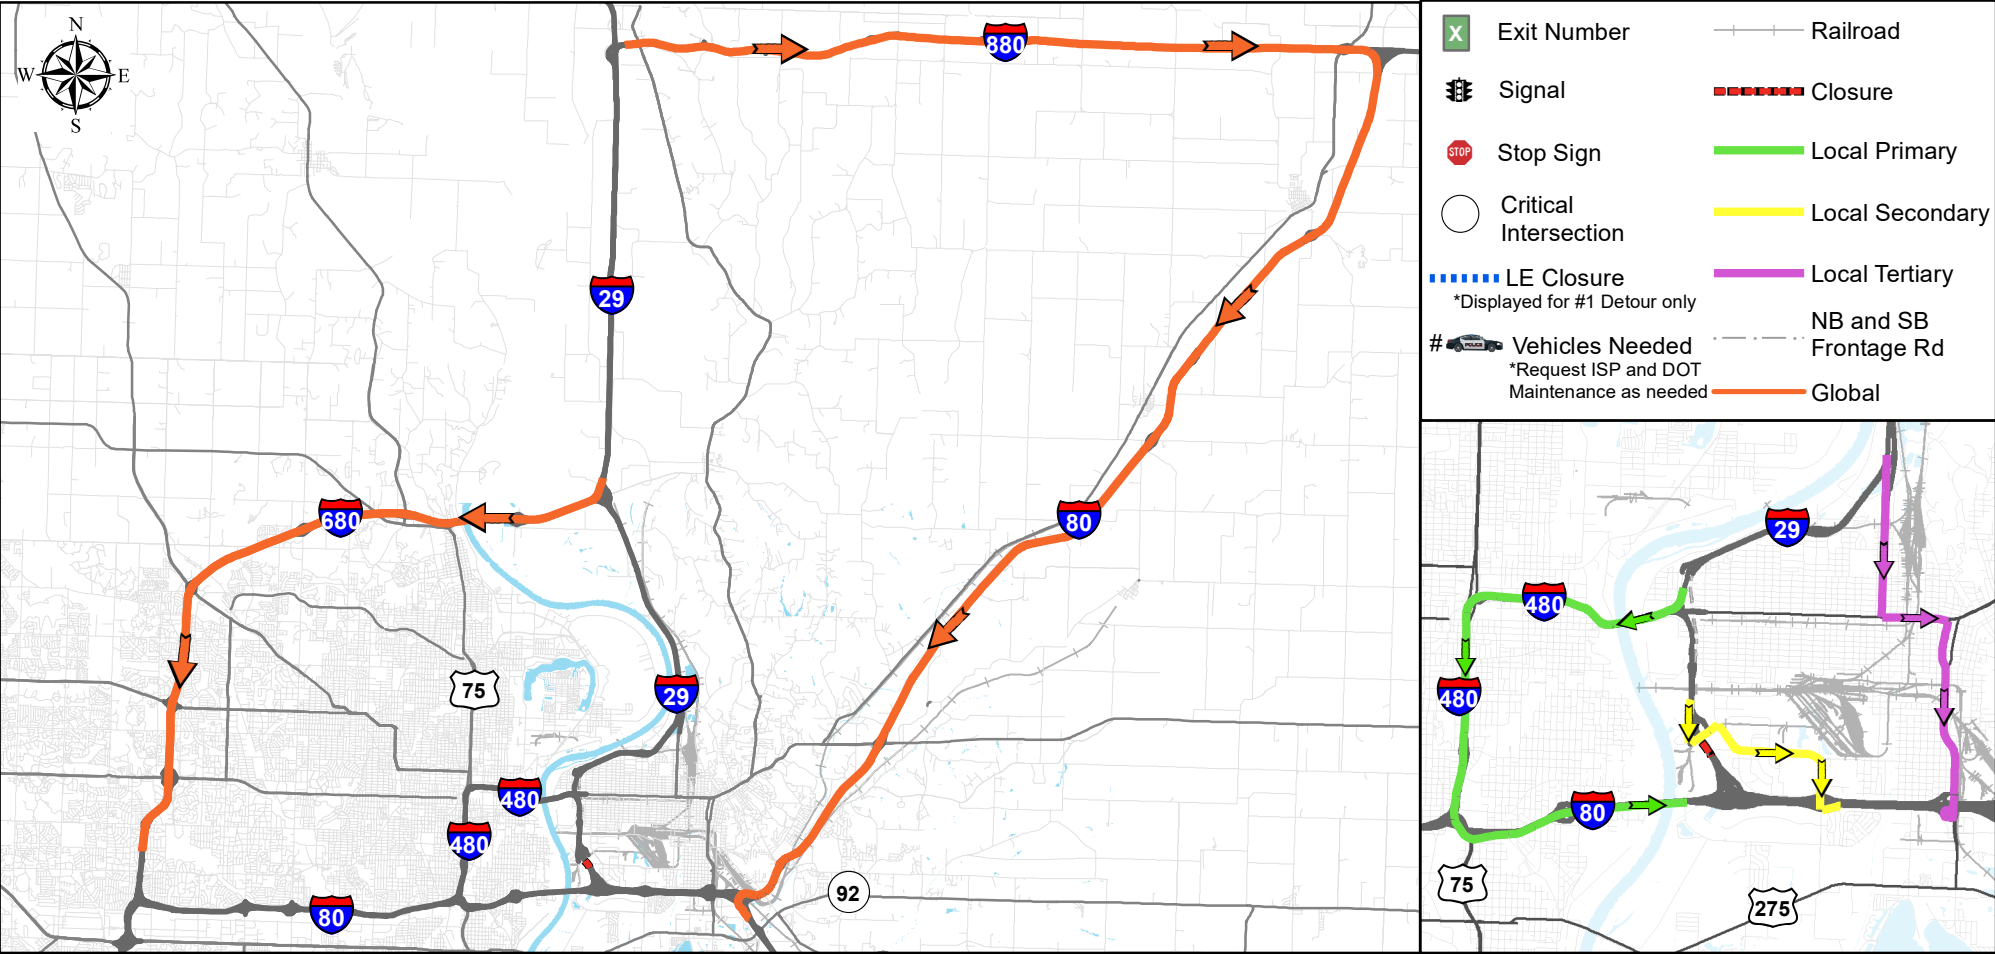 N
W E
S
880
29
680
80
75
29
480
480
92
80
X Exit Number
Railroad
Signal
Closure
STOP Stop Sign
Local Primary
Critical
Intersection
Local Secondary
LE Closure
*Displayed for #1 Detour only
Local Tertiary
# POLICE Vehicles Needed
*Request ISP and DOT
Maintenance as needed
NB and SB
Frontage Rd
Global
29
480
480
80
75
275